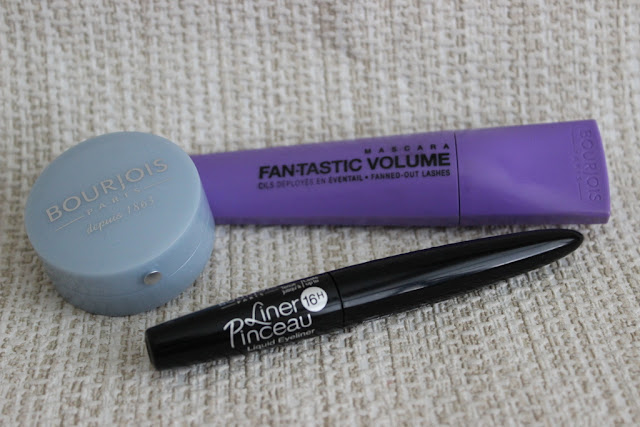 BOURJOIS
PARIS
depuis 1863
MASCARA
FAN-TASTIC VOLUME
CILS DÉPLOYÉS EN ÉVENTAIL • FANNED-OUT LASHES
BOURJOIS
PARIS
Liner
16H
Pinceau
Liquid Eyeliner